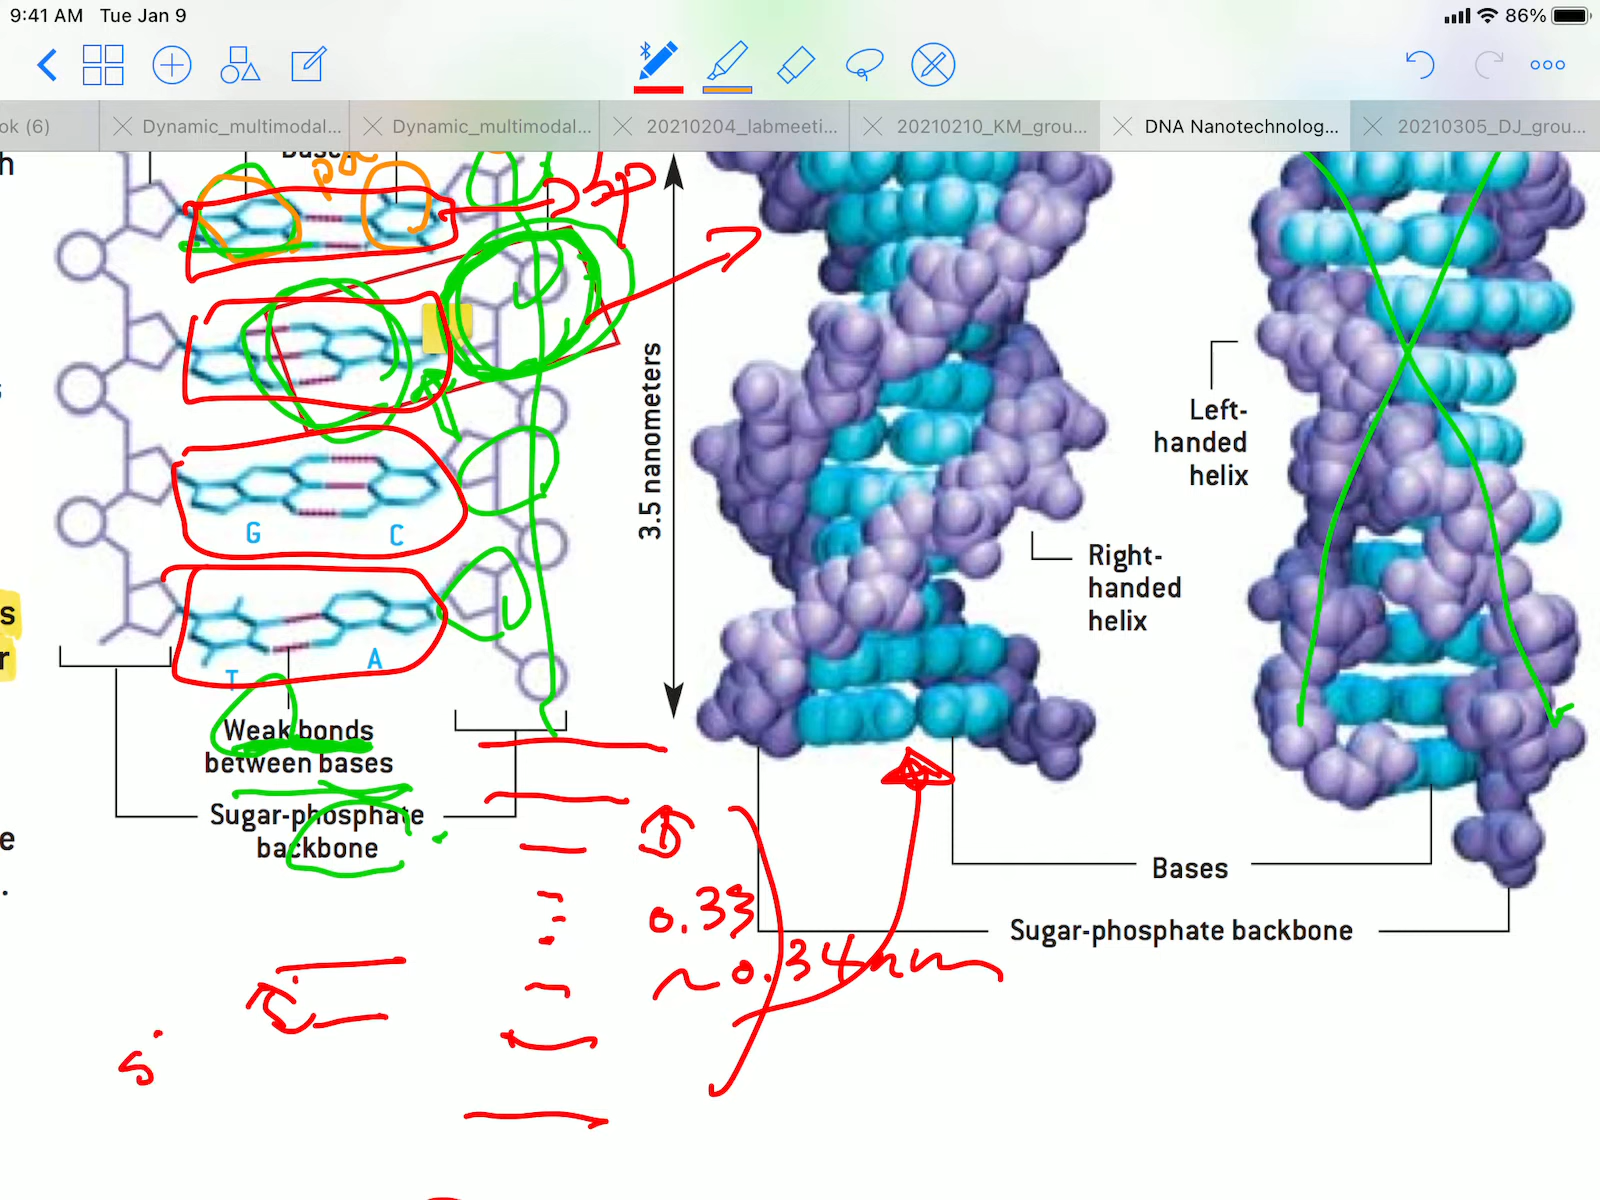 9:41 AM Tue Jan 9
86%
ok (6)
Dynamic_multimodal...
Dynamic_multimodal...
20210204_labmeeti...
20210210_KM_grou...
DNA Nanotechnolog...
20210305_DJ_grou...
h
s
r
e
.
G
C
T
A
Weak bonds
between bases
Sugar-phosphate
backbone
3.5 nanometers
Left-
handed
helix
Right-
handed
helix
Bases
Sugar-phosphate backbone
0.33
~0.34nm
5'